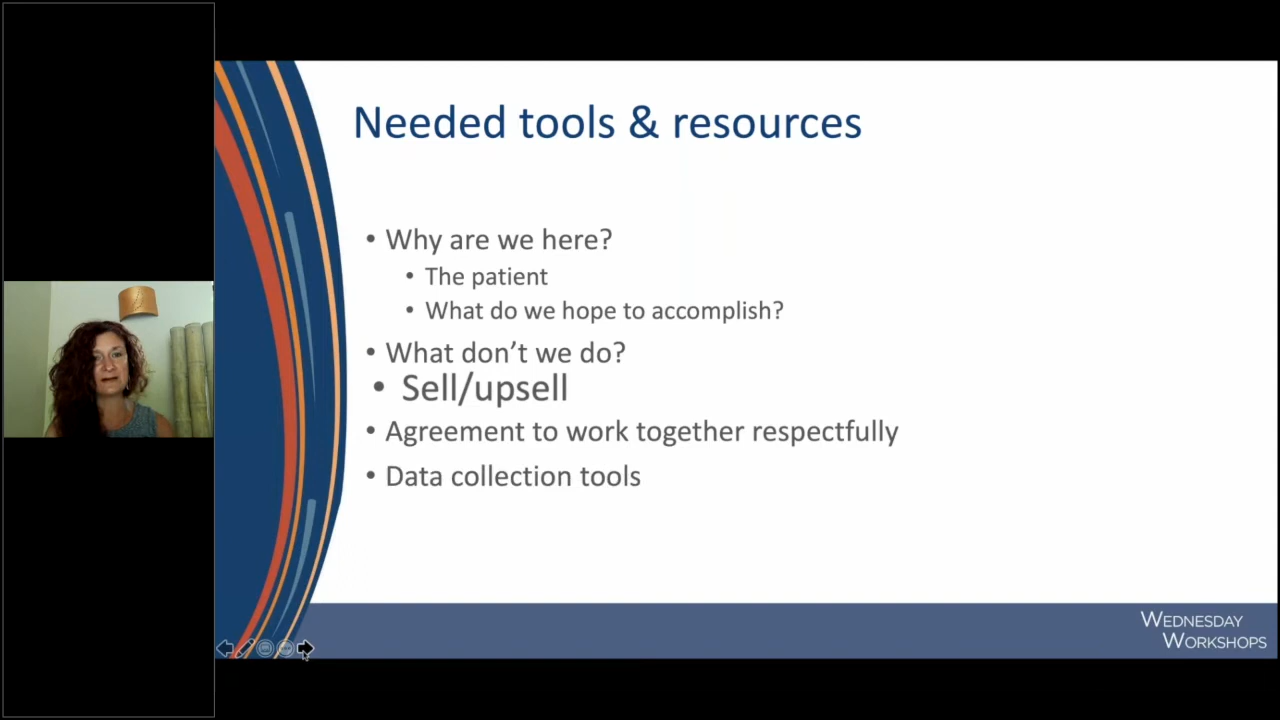 Needed tools & resources
• Why are we here?
• The patient
• What do we hope to accomplish?
• What don't we do?
• Sell/upsell
• Agreement to work together respectfully
• Data collection tools
WEDNESDAY
WORKSHOPS